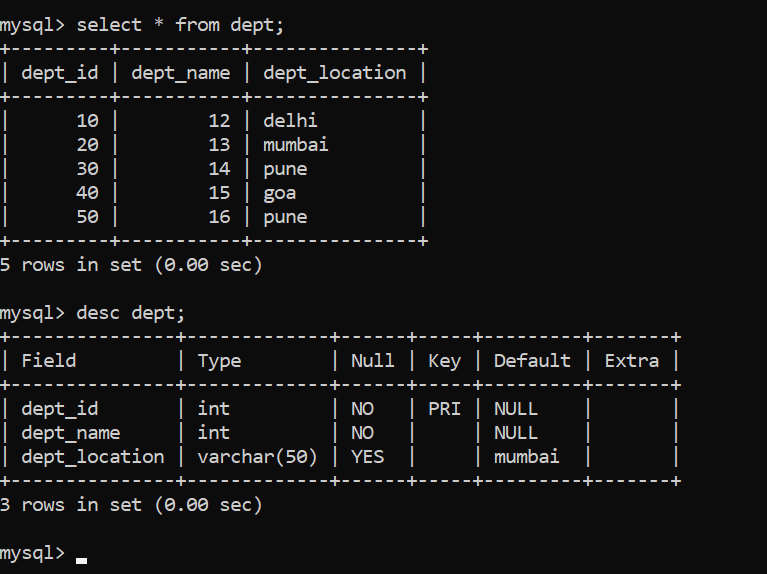 mysql> select * from dept;
+---------+-----------+---------------+
| dept_id | dept_name | dept_location |
+---------+-----------+---------------+
|      10 |        12 | delhi         |
|      20 |        13 | mumbai        |
|      30 |        14 | pune          |
|      40 |        15 | goa           |
|      50 |        16 | pune          |
+---------+-----------+---------------+
5 rows in set (0.00 sec)
mysql> desc dept;
+---------------+-------------+------+-----+---------+-------+
| Field         | Type        | Null | Key | Default | Extra |
+---------------+-------------+------+-----+---------+-------+
| dept_id       | int         | NO   | PRI | NULL    |       |
| dept_name     | int         | NO   |     | NULL    |       |
| dept_location | varchar(50) | YES  |     | mumbai  |       |
+---------------+-------------+------+-----+---------+-------+
3 rows in set (0.00 sec)
mysql>